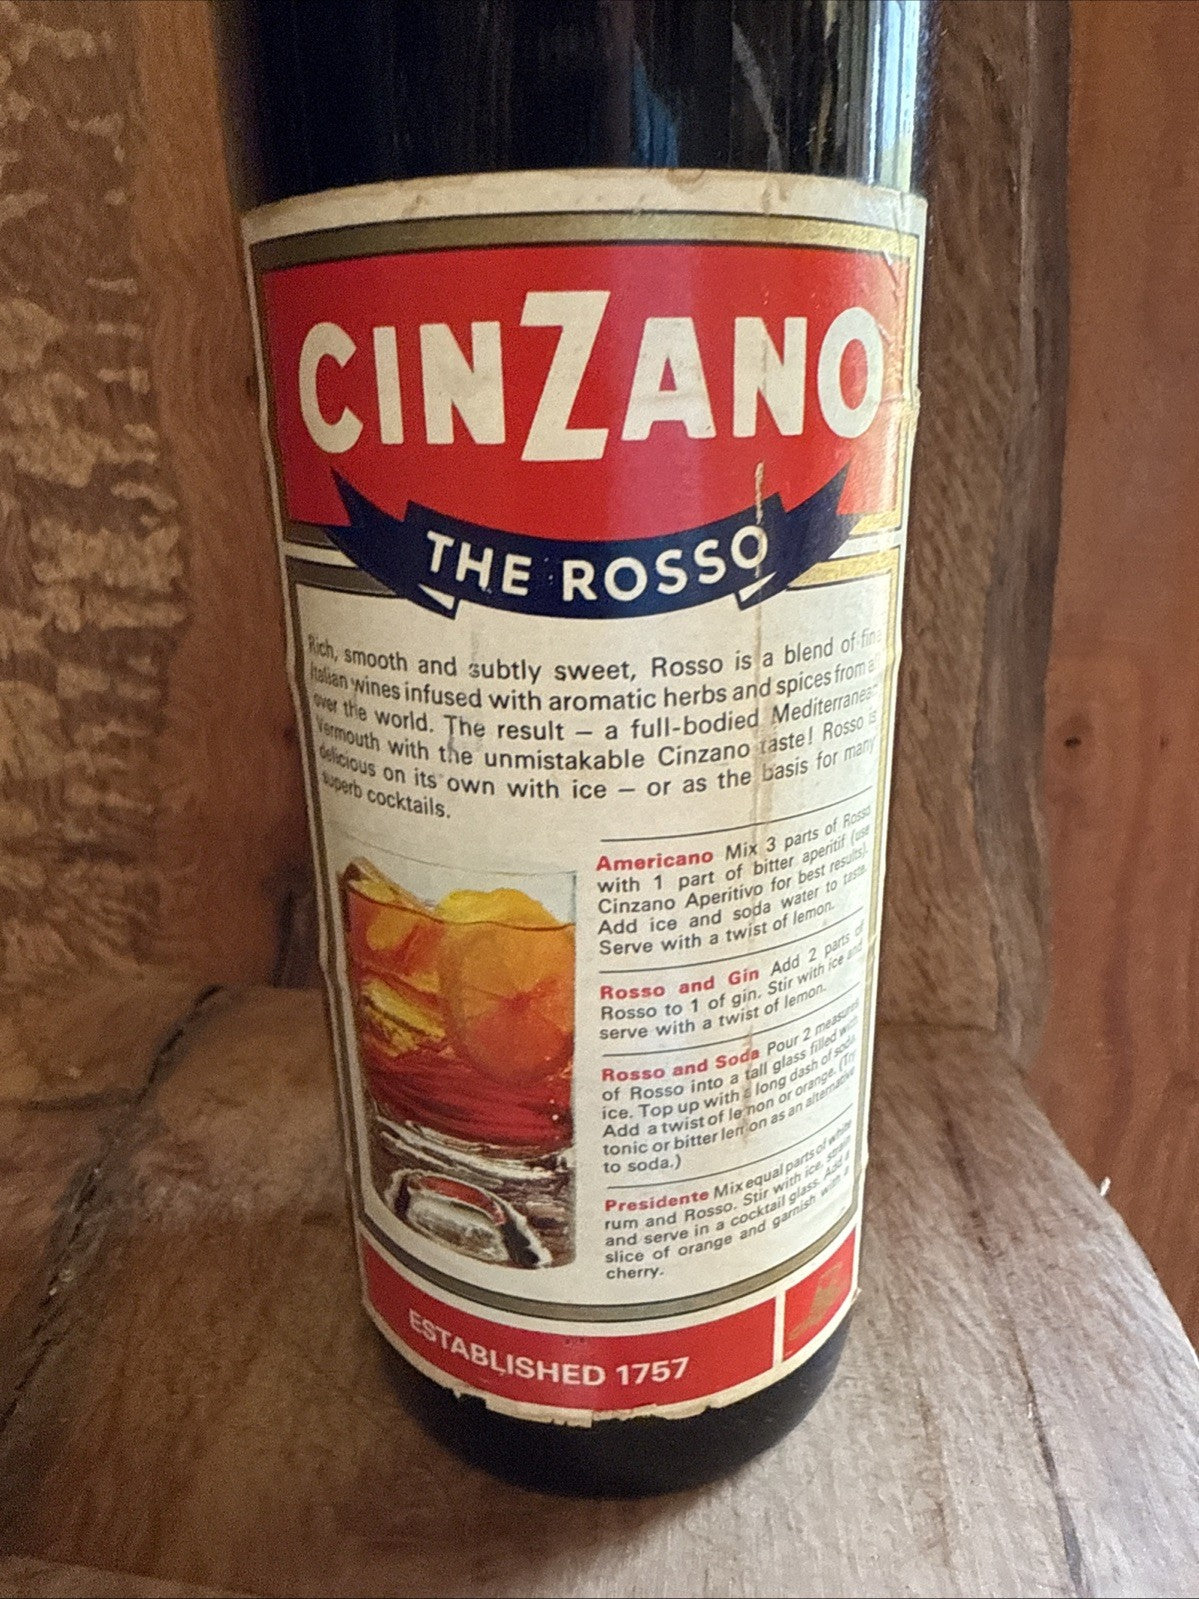 CINZANO
THE ROSSO
Rich, smooth and subtly sweet, Rosso is a blend of fine
Italian wines infused with aromatic herbs and spices from all
over the world. The result – a full-bodied Mediterranean
Vermouth with the unmistakable Cinzano taste! Rosso is
delicious on its own with ice – or as the basis for many
superb cocktails.
Americano Mix 3 parts of Rosso
with 1 part of bitter aperitif (use
Cinzano Aperitivo for best results).
Add ice and soda water to taste.
Serve with a twist of lemon.
Rosso and Gin Add 2 parts of
Rosso to 1 of gin. Stir with ice and
serve with a twist of lemon.
Rosso and Soda Pour 2 measures
of Rosso into a tall glass filled with
ice. Top up with a long dash of soda.
Add a twist of lemon or orange. (Try
tonic or bitter lemon as an alternative
to soda.)
Presidente Mix equal parts of white
rum and Rosso. Stir with ice, strain
and serve in a cocktail glass. Add a
slice of orange and garnish with a
cherry.
ESTABLISHED 1757